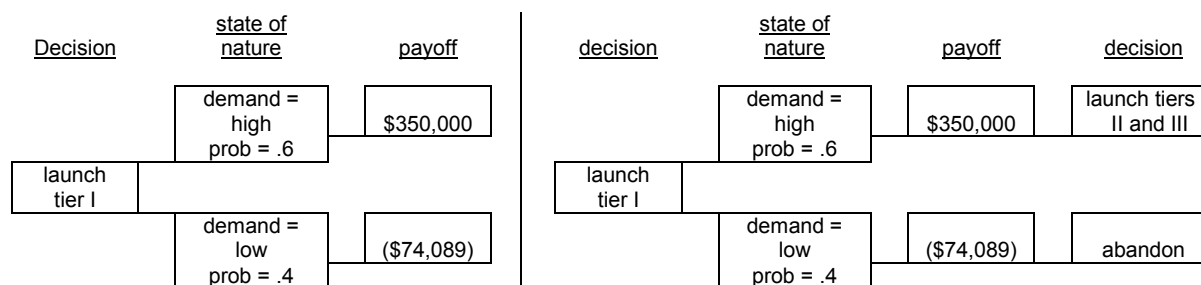 Decision
state of
nature
payoff
demand =
high
prob = .6
$350,000
launch
tier I
demand =
low
prob = .4
($74,089)
decision
state of
nature
payoff
decision
demand =
high
prob = .6
$350,000
launch tiers
II and III
launch
tier I
demand =
low
prob = .4
($74,089)
abandon